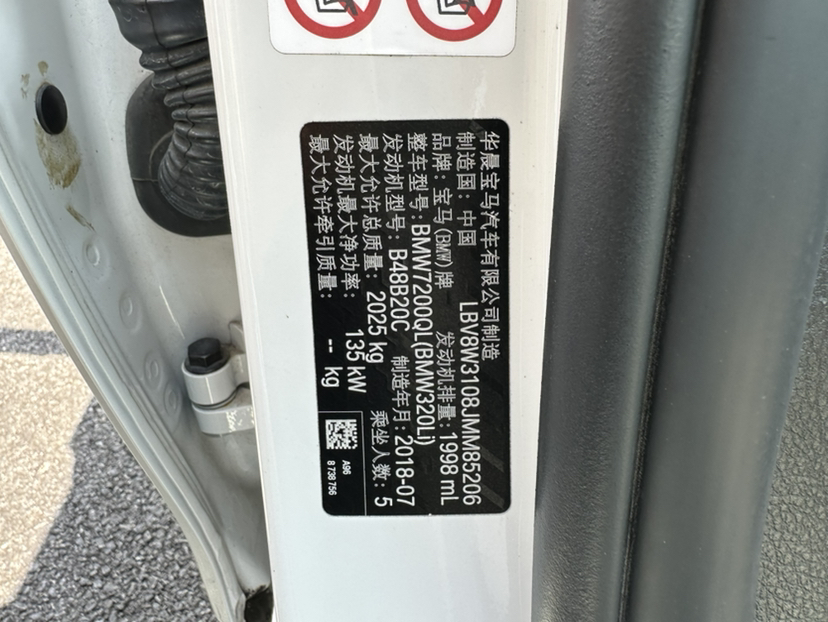 华晨宝马汽车有限公司制造
制造国: 中国 LBV8W3108JMM85206
品牌: 宝马(BMW)牌 发动机排量: 1998 mL
整车型号: BMW7200QL(BMW320Li)
发动机型号: B48B20C 制造年月: 2018-07
最大允许总质量: 2025 kg 乘坐人数: 5
发动机最大净功率: 135 kW
最大允许牵引质量: -- kg
A96
8 738 756